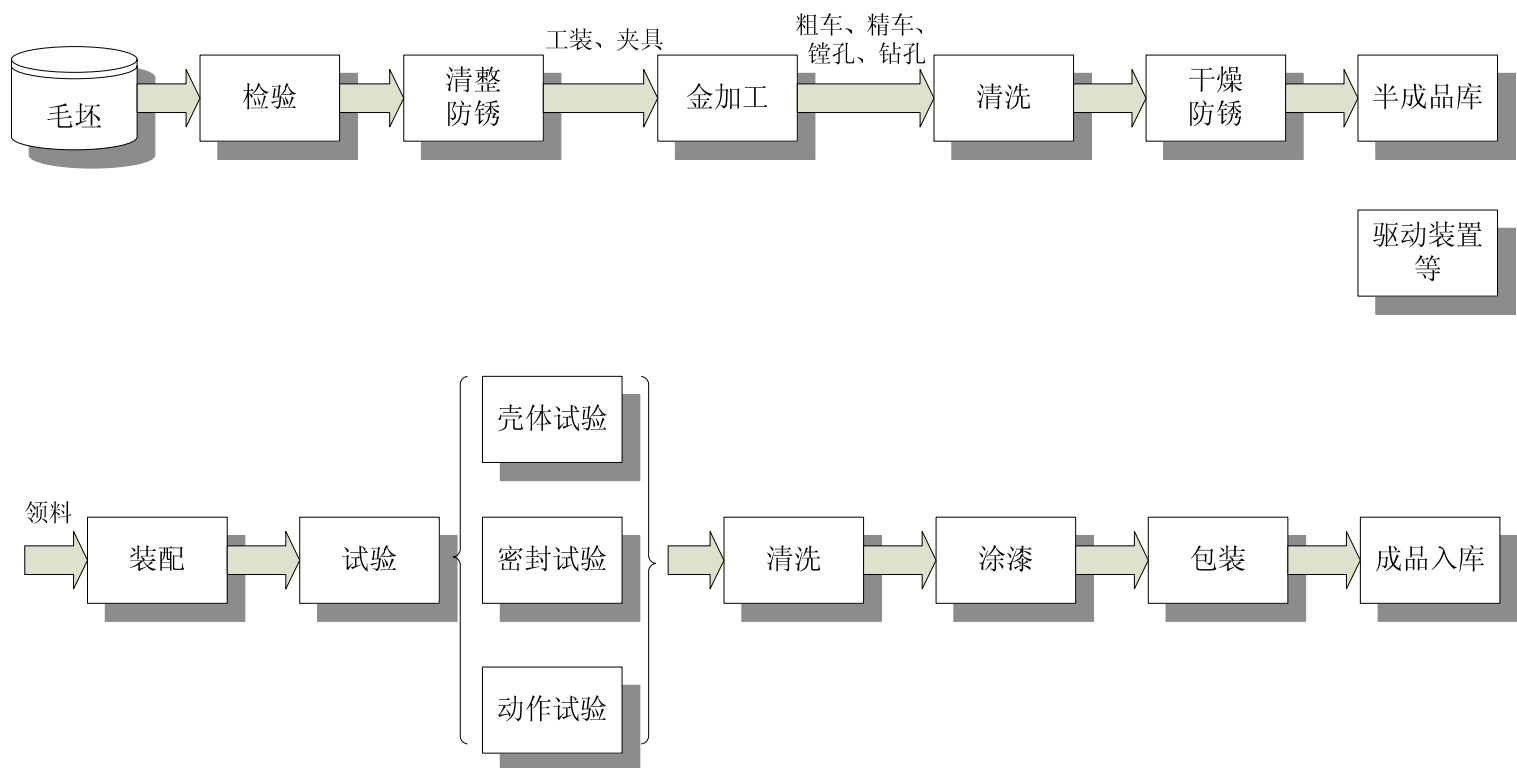 毛坯
检验
清整
防锈
工装、夹具
金加工
粗车、精车、
镗孔、钻孔
清洗
干燥
防锈
半成品库
驱动装置
等
领料
装配
试验
壳体试验
密封试验
动作试验
清洗
涂漆
包装
成品入库